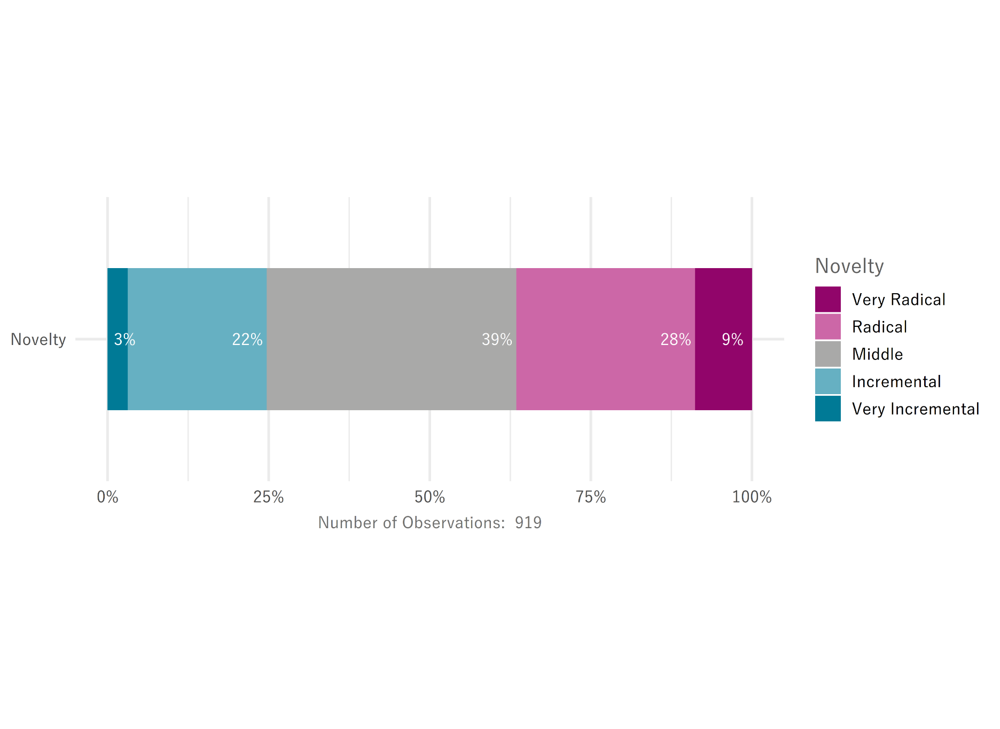 Novelty
3%
22%
39%
28%
9%
0%
25%
50%
75%
100%
Number of Observations: 919
Novelty
Very Radical
Radical
Middle
Incremental
Very Incremental